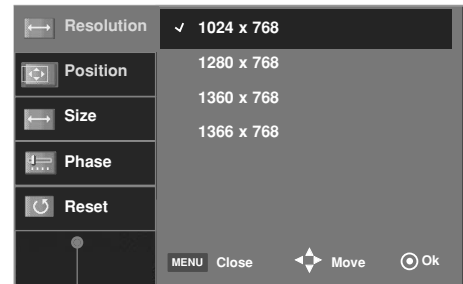 Resolution
Position
Size
Phase
Reset
✓ 1024 x 768
1280 x 768
1360 x 768
1366 x 768
MENU Close Move Ok